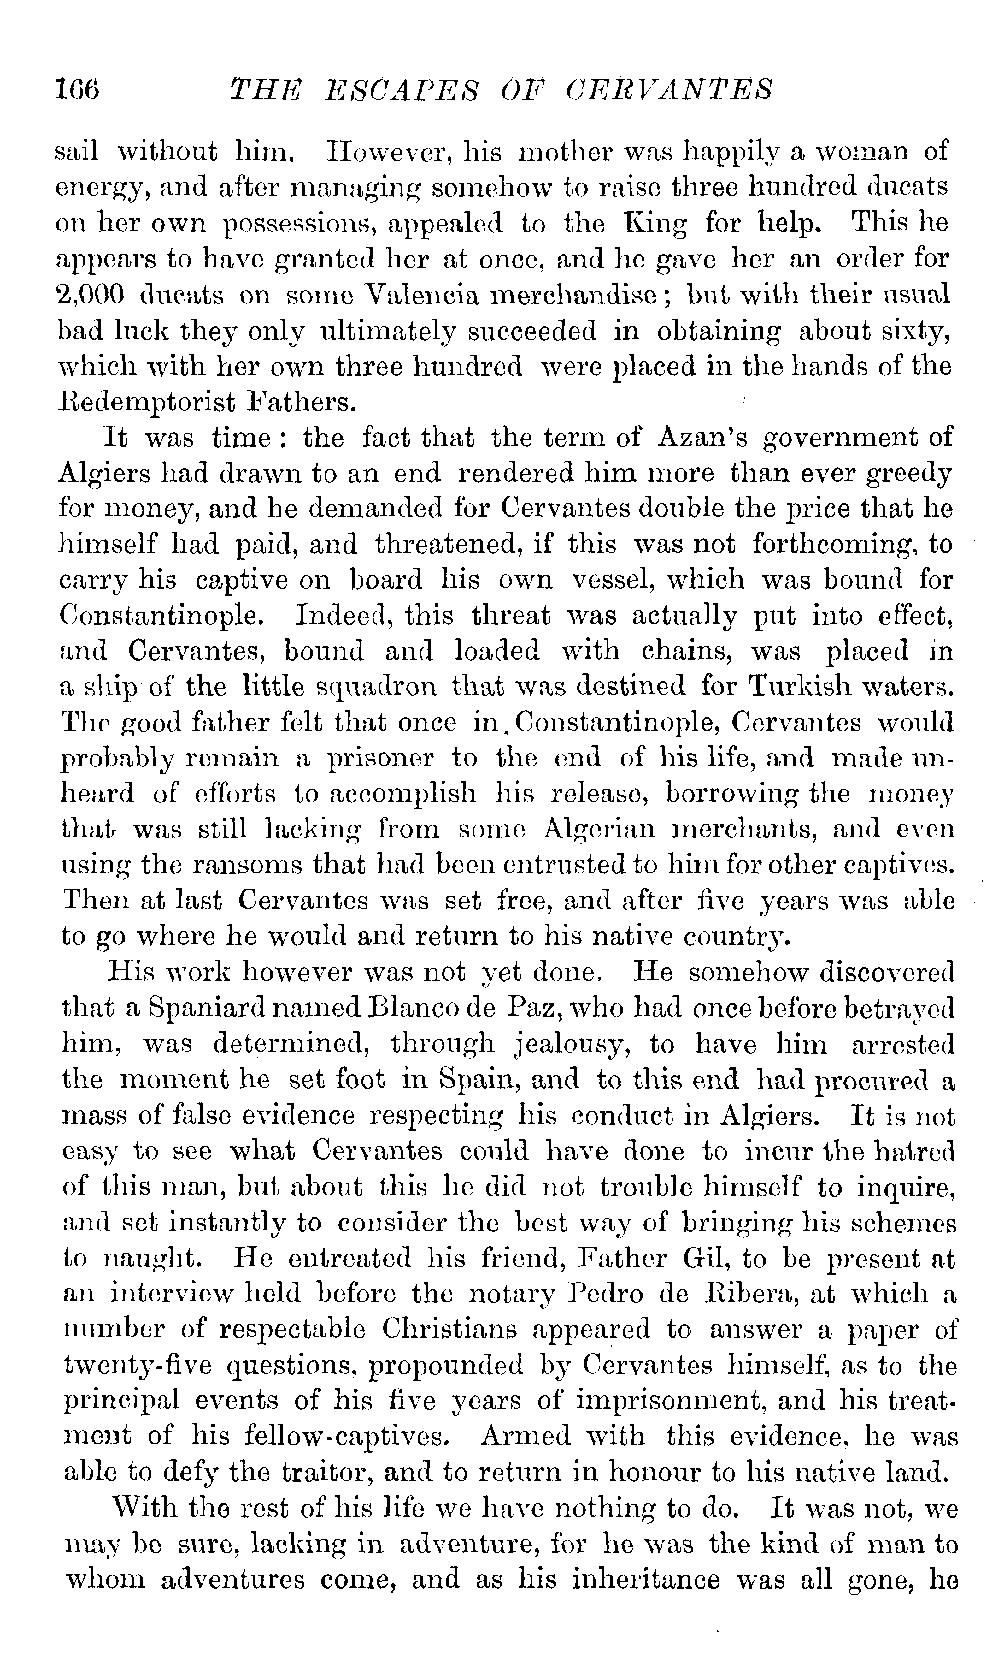 166 THE ESCAPES OF CERVANTES
sail without him. However, his mother was happily a woman of
energy, and after managing somehow to raise three hundred ducats
on her own possessions, appealed to the King for help. This he
appears to have granted her at once, and he gave her an order for
2,000 ducats on some Valencia merchandise; but with their usual
bad luck they only ultimately succeeded in obtaining about sixty,
which with her own three hundred were placed in the hands of the
Redemptorist Fathers.
It was time: the fact that the term of Azan's government of
Algiers had drawn to an end rendered him more than ever greedy
for money, and he demanded for Cervantes double the price that he
himself had paid, and threatened, if this was not forthcoming, to
carry his captive on board his own vessel, which was bound for
Constantinople. Indeed, this threat was actually put into effect,
and Cervantes, bound and loaded with chains, was placed in
a ship of the little squadron that was destined for Turkish waters.
The good father felt that once in Constantinople, Cervantes would
probably remain a prisoner to the end of his life, and made un-
heard of efforts to accomplish his release, borrowing the money
that was still lacking from some Algerian merchants, and even
using the ransoms that had been entrusted to him for other captives.
Then at last Cervantes was set free, and after five years was able
to go where he would and return to his native country.
His work however was not yet done. He somehow discovered
that a Spaniard named Blanco de Paz, who had once before betrayed
him, was determined, through jealousy, to have him arrested
the moment he set foot in Spain, and to this end had procured a
mass of false evidence respecting his conduct in Algiers. It is not
easy to see what Cervantes could have done to incur the hatred
of this man, but about this he did not trouble himself to inquire,
and set instantly to consider the best way of bringing his schemes
to naught. He entreated his friend, Father Gil, to be present at
an interview held before the notary Pedro de Ribera, at which a
number of respectable Christians appeared to answer a paper of
twenty-five questions, propounded by Cervantes himself, as to the
principal events of his five years of imprisonment, and his treat-
ment of his fellow-captives. Armed with this evidence, he was
able to defy the traitor, and to return in honour to his native land.
With the rest of his life we have nothing to do. It was not, we
may be sure, lacking in adventure, for he was the kind of man to
whom adventures come, and as his inheritance was all gone, he